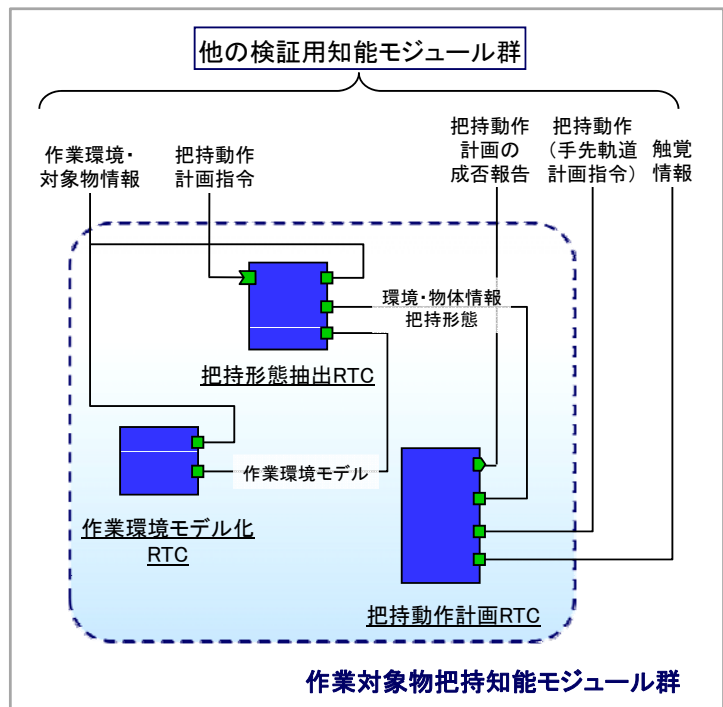 他の検証用知能モジュール群
作業環境・
対象物情報
把持動作
計画指令
把持動作
計画の
成否報告
把持動作
（手先軌道
計画指令）
触覚
情報
環境・物体情報
把持形態
把持形態抽出RTC
作業環境モデル
作業環境モデル化
RTC
把持動作計画RTC
作業対象物把持知能モジュール群